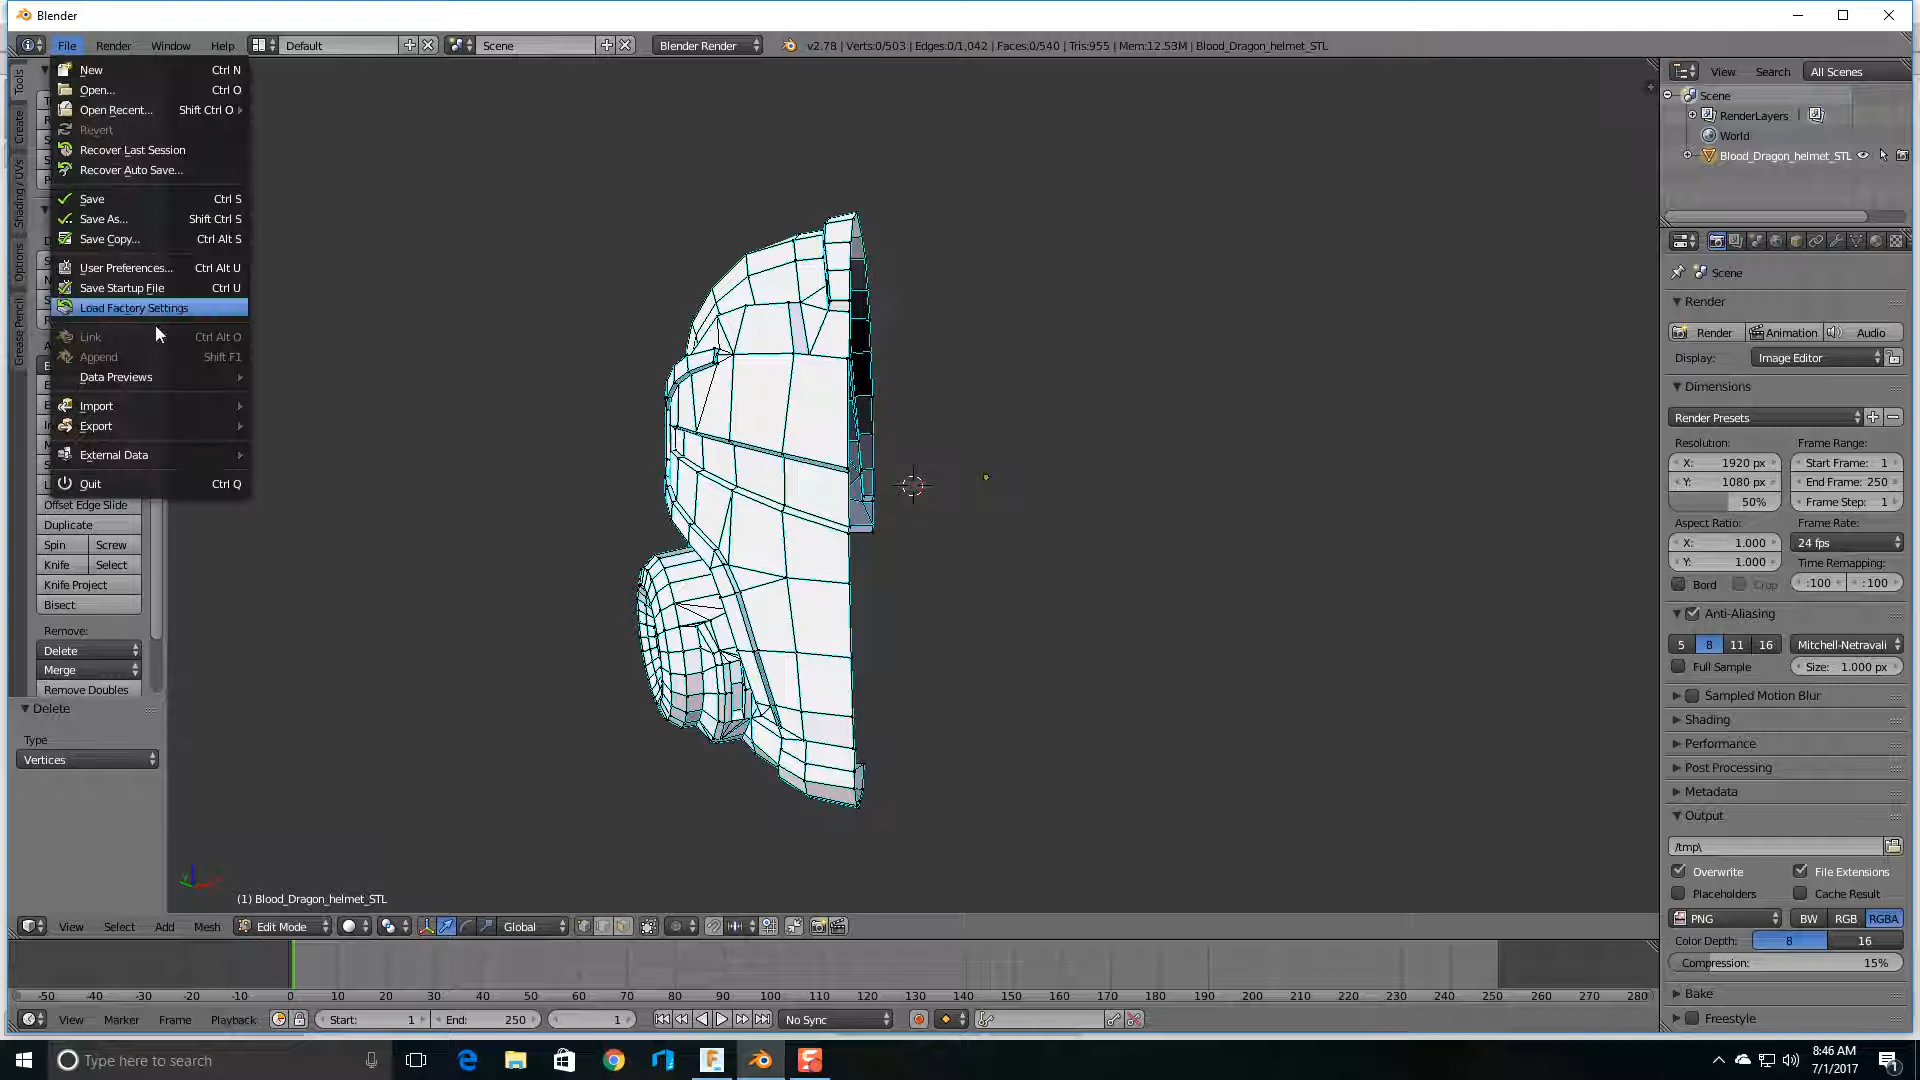 Blender
File Render Window Help Default Scene Blender Render v2.78 | Verts:0/503 | Edges:0/1,042 | Faces:0/540 | Tris:955 | Mem:12.53M | Blood_Dragon_helmet_STL
New Ctrl N
Open... Ctrl O
Open Recent... Shift Ctrl O
Revert
Recover Last Session
Recover Auto Save...
Save Ctrl S
Save As... Shift Ctrl S
Save Copy... Ctrl Alt S
User Preferences... Ctrl Alt U
Save Startup File Ctrl U
Load Factory Settings
Link Ctrl Alt O
Append Shift F1
Data Previews
Import
Export
External Data
Quit Ctrl Q
Tools
Create
Shading / UVs
Options
Grease Pencil
Edge Slide
Duplicate
Spin Screw
Knife Select
Knife Project
Bisect
Remove:
Delete
Merge
Remove Doubles
Delete
Type
Vertices
(1) Blood_Dragon_helmet_STL
View Select Add Mesh Edit Mode Global
-50 -40 -30 -20 -10 0 10 20 30 40 50 60 70 80 90 100 110 120 130 140 150 160 170 180 190 200 210 220 230 240 250 260 270 280
View Marker Frame Playback Start: 1 End: 250 1 No Sync
View Search All Scenes
Scene
RenderLayers |
World
Blood_Dragon_helmet_STL
Scene
Render
Render Animation Audio
Display: Image Editor
Dimensions
Render Presets
Resolution: Frame Range:
X: 1920 px Start Frame: 1
Y: 1080 px End Frame: 250
50% Frame Step: 1
Aspect Ratio: Frame Rate:
X: 1.000 24 fps
Y: 1.000 Time Remapping:
Bord Crop :100 :100
Anti-Aliasing
5 8 11 16 Mitchell-Netravali
Full Sample Size: 1.000 px
Sampled Motion Blur
Shading
Performance
Post Processing
Metadata
Output
/tmp\
Overwrite File Extensions
Placeholders Cache Result
PNG BW RGB RGBA
Color Depth: 8 16
Compression: 15%
Bake
Freestyle
Type here to search
8:46 AM
7/1/2017